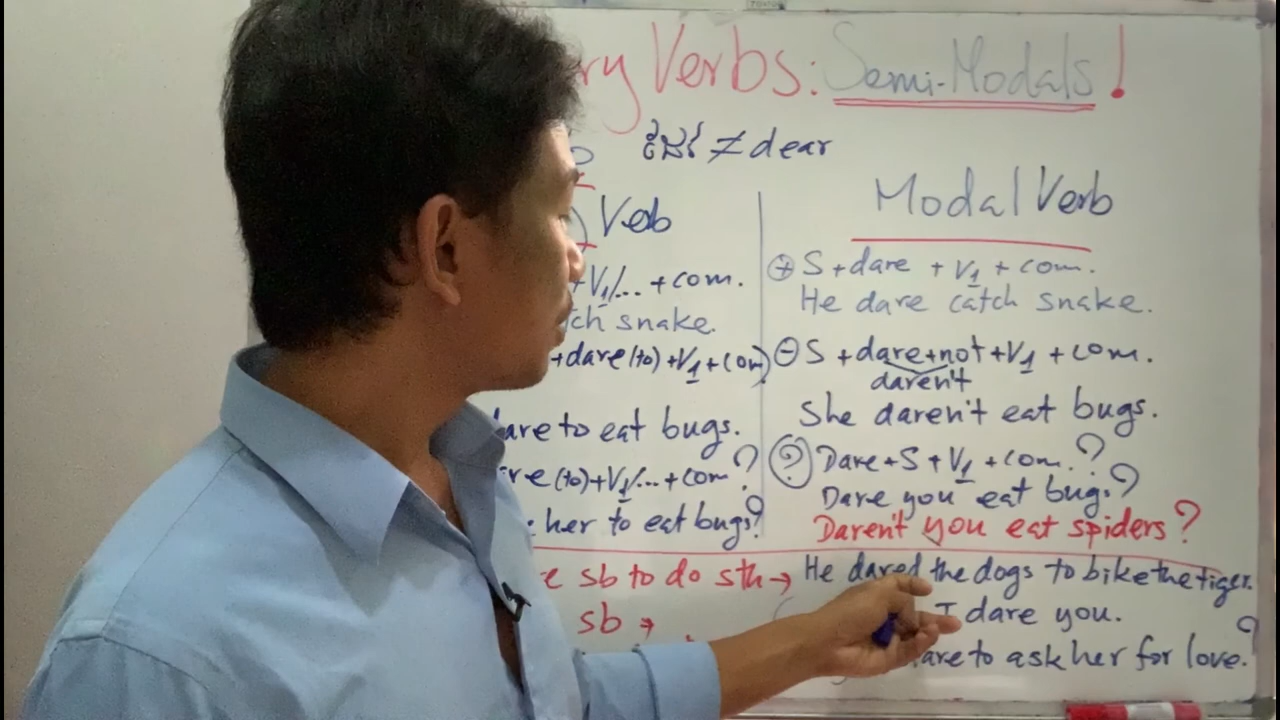 ry Verbs: Semi-Modals!
≠ dear
Verb
+V1/... + com.
ch snake.
+dare(to)+V1+com)
are to eat bugs.
re(to)+V1/...+com?
her to eat bugs?
Modal Verb
⊕ S + dare + V1 + com.
He dare catch snake.
⊖ S + dare+not+V1 + com.
daren't
She daren't eat bugs.
? Dare+S+V1+com.?
Dare you eat bugs?
Daren't you eat spiders?
e sb to do sth → He dared the dogs to bike the tiger.
sb → I dare you.
are to ask her for love.?